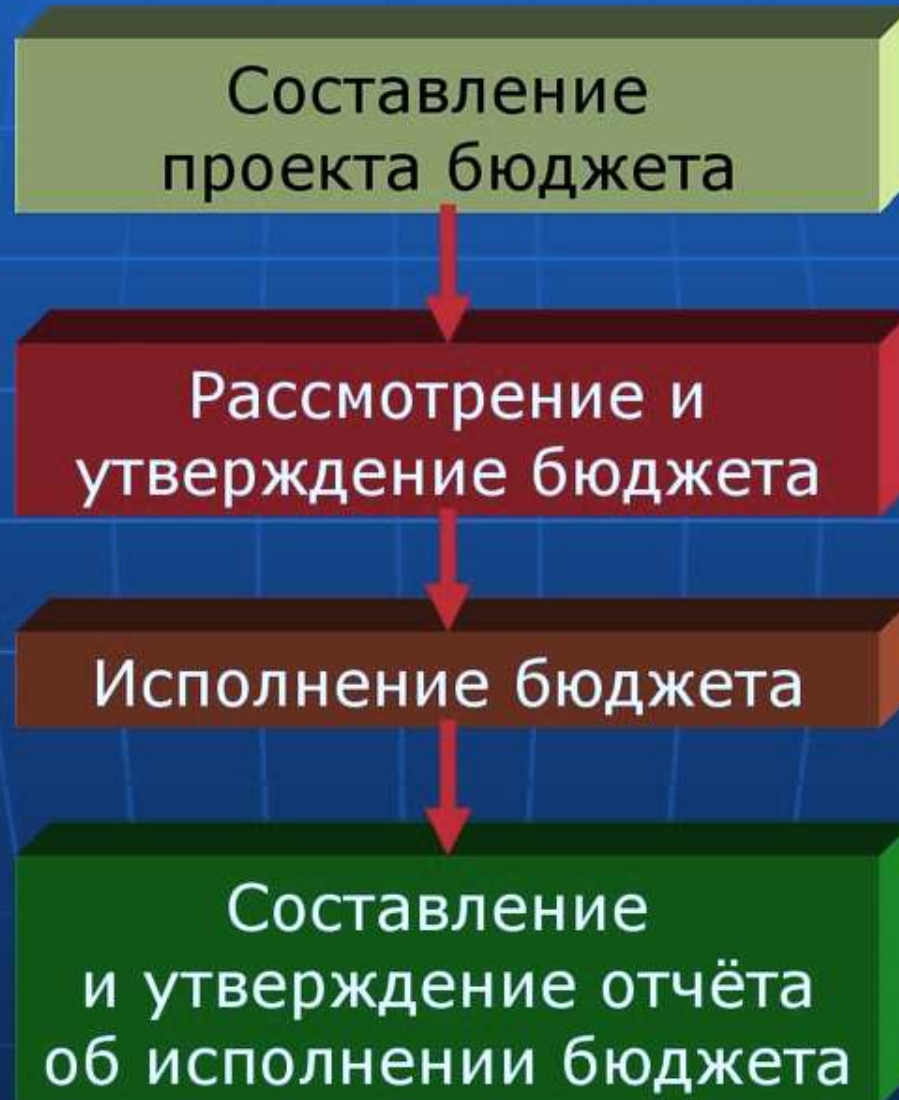 Составление
проекта бюджета
Рассмотрение и
утверждение бюджета
Исполнение бюджета
Составление
и утверждение отчёта
об исполнении бюджета